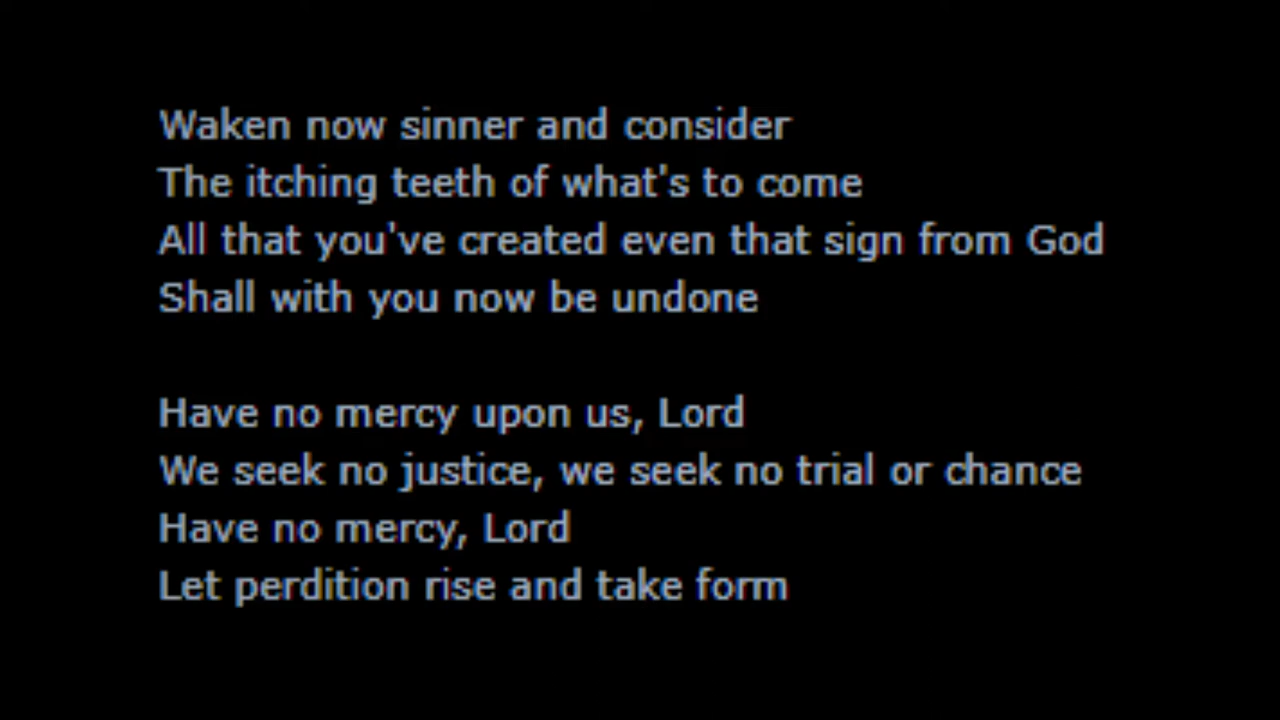 Waken now sinner and consider
The itching teeth of what's to come
All that you've created even that sign from God
Shall with you now be undone
Have no mercy upon us, Lord
We seek no justice, we seek no trial or chance
Have no mercy, Lord
Let perdition rise and take form